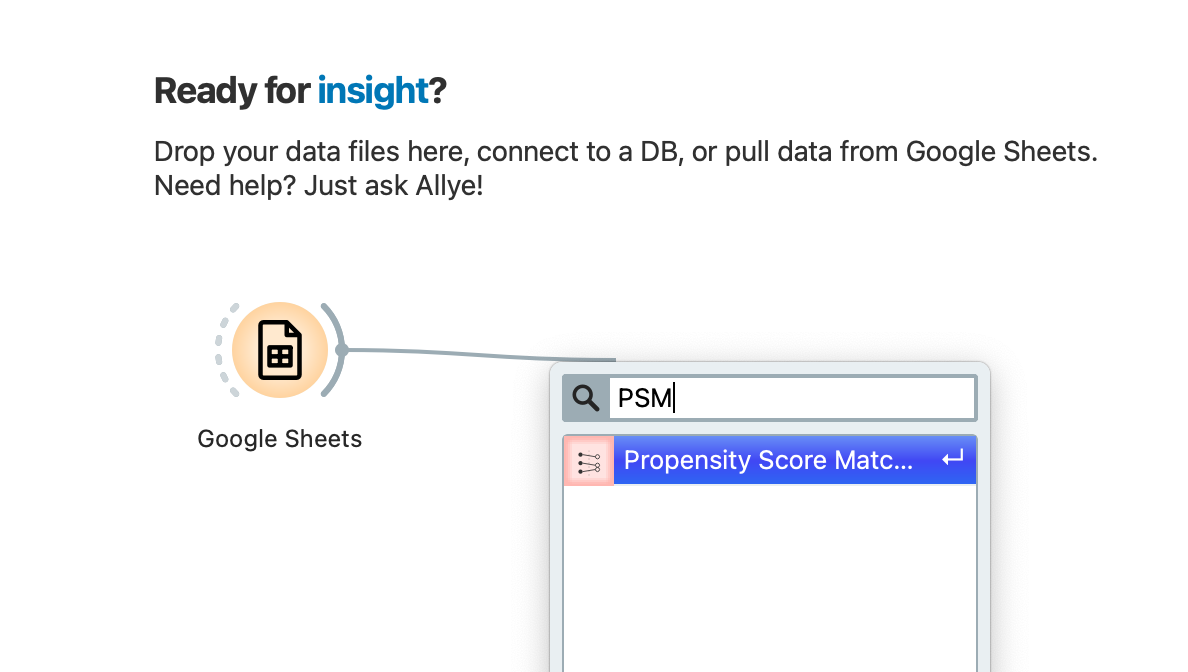 Ready for insight?
Drop your data files here, connect to a DB, or pull data from Google Sheets.
Need help? Just ask Allye!
Google Sheets
PSM
Propensity Score Matc...